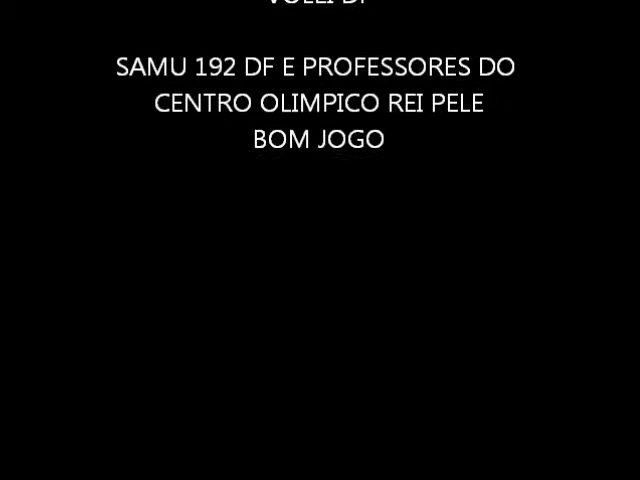 SAMU 192 DF E PROFESSORES DO
CENTRO OLIMPICO REI PELE
BOM JOGO